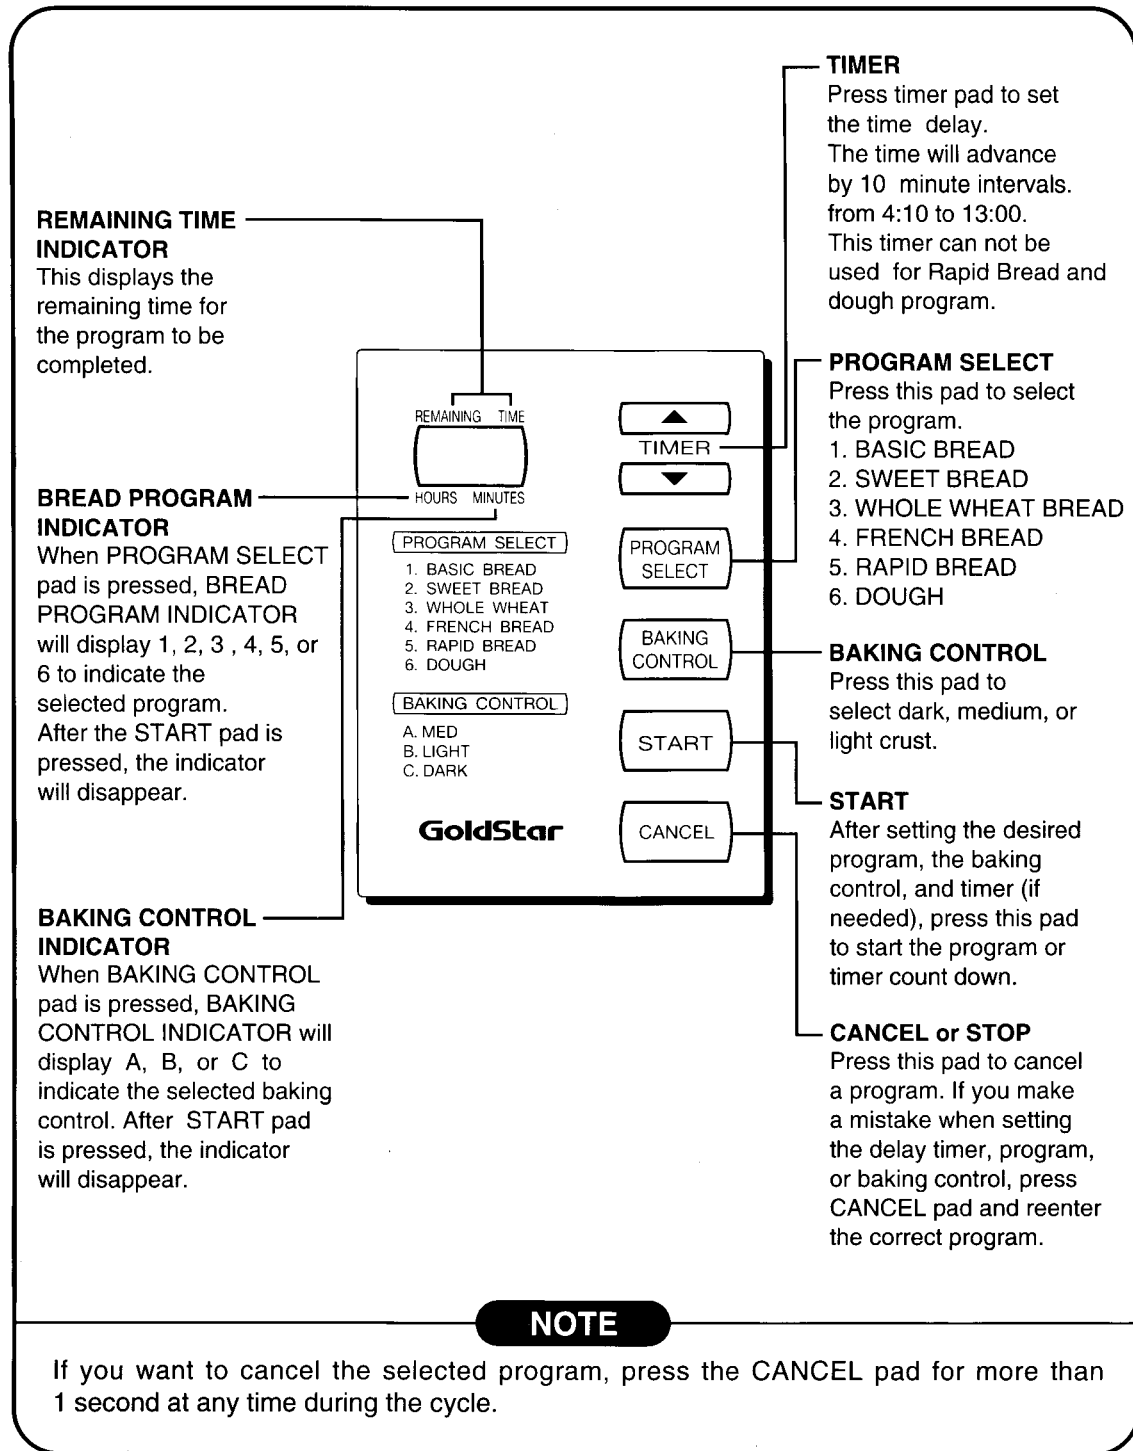 REMAINING TIME
INDICATOR
This displays the
remaining time for
the program to be
completed.
BREAD PROGRAM
INDICATOR
When PROGRAM SELECT
pad is pressed, BREAD
PROGRAM INDICATOR
will display 1, 2, 3 , 4, 5, or
6 to indicate the
selected program.
After the START pad is
pressed, the indicator
will disappear.
BAKING CONTROL
INDICATOR
When BAKING CONTROL
pad is pressed, BAKING
CONTROL INDICATOR will
display A, B, or C to
indicate the selected baking
control. After START pad
is pressed, the indicator
will disappear.
REMAINING TIME
HOURS MINUTES
PROGRAM SELECT
1. BASIC BREAD
2. SWEET BREAD
3. WHOLE WHEAT
4. FRENCH BREAD
5. RAPID BREAD
6. DOUGH
BAKING CONTROL
A. MED
B. LIGHT
C. DARK
GoldStar
TIMER
PROGRAM
SELECT
BAKING
CONTROL
START
CANCEL
TIMER
Press timer pad to set
the time delay.
The time will advance
by 10 minute intervals.
from 4:10 to 13:00.
This timer can not be
used for Rapid Bread and
dough program.
PROGRAM SELECT
Press this pad to select
the program.
1. BASIC BREAD
2. SWEET BREAD
3. WHOLE WHEAT BREAD
4. FRENCH BREAD
5. RAPID BREAD
6. DOUGH
BAKING CONTROL
Press this pad to
select dark, medium, or
light crust.
START
After setting the desired
program, the baking
control, and timer (if
needed), press this pad
to start the program or
timer count down.
CANCEL or STOP
Press this pad to cancel
a program. If you make
a mistake when setting
the delay timer, program,
or baking control, press
CANCEL pad and reenter
the correct program.
NOTE
If you want to cancel the selected program, press the CANCEL pad for more than
1 second at any time during the cycle.